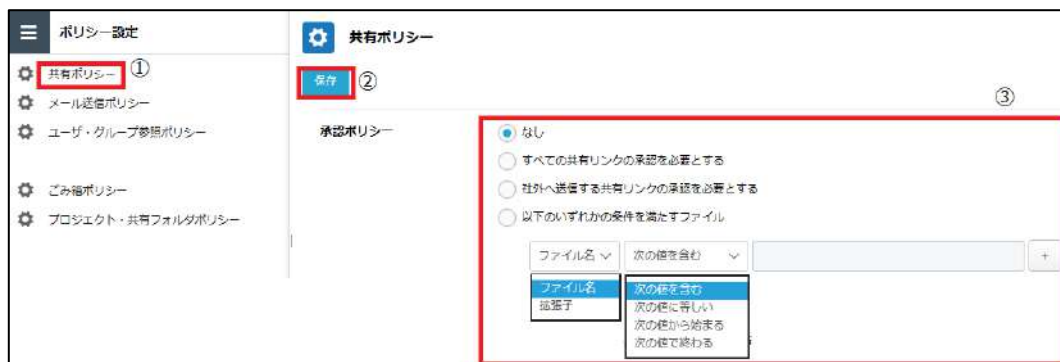 ポリシー設定
共有ポリシー ①
メール送信ポリシー
ユーザ・グループ参照ポリシー
ごみ箱ポリシー
プロジェクト・共有フォルダポリシー
共有ポリシー
保存 ②
③
承認ポリシー
なし
すべての共有リンクの承認を必要とする
社外へ送信する共有リンクの承認を必要とする
以下のいずれかの条件を満たすファイル
ファイル名 次の値を含む +
ファイル名 次の値を含む
拡張子 次の値に等しい
次の値から始まる
次の値で終わる